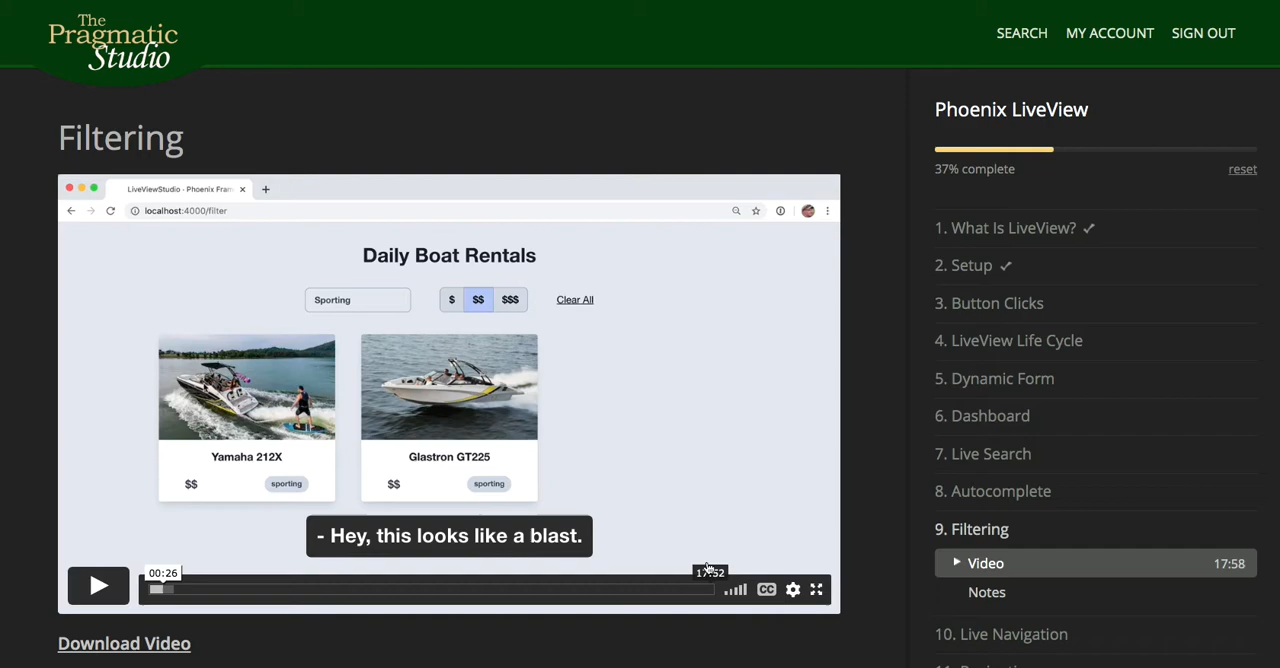 The
Pragmatic
Studio
SEARCH MY ACCOUNT SIGN OUT
Filtering
LiveViewStudio · Phoenix Fram
localhost:4000/filter
Daily Boat Rentals
Sporting $ $$ $$$ Clear All
Yamaha 212X
$$ sporting
Glastron GT225
$$ sporting
- Hey, this looks like a blast.
00:26
CC
Download Video
Phoenix LiveView
37% complete reset
1. What Is LiveView?
2. Setup
3. Button Clicks
4. LiveView Life Cycle
5. Dynamic Form
6. Dashboard
7. Live Search
8. Autocomplete
9. Filtering
Video 17:58
Notes
10. Live Navigation